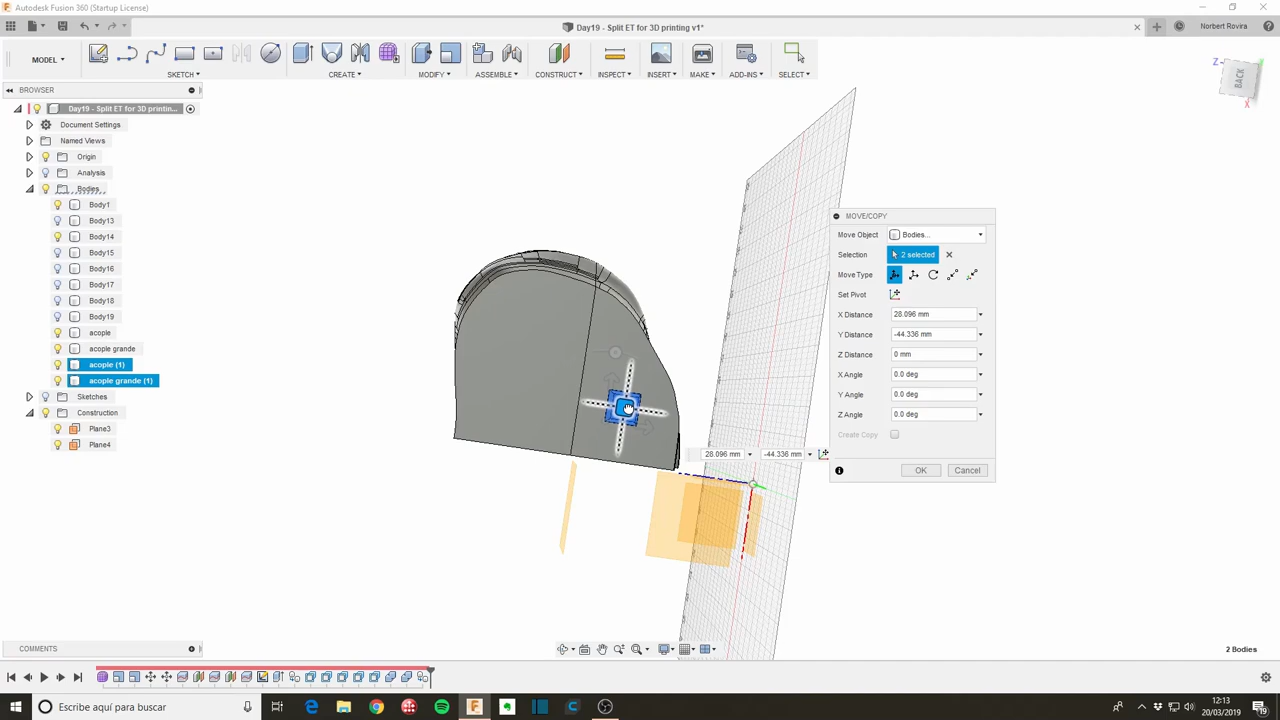 Autodesk Fusion 360 (Startup License)
Day19 - Split ET for 3D printing v1*
Norbert Rovira
MODEL
SKETCH
CREATE
MODIFY
ASSEMBLE
CONSTRUCT
INSPECT
INSERT
MAKE
ADD-INS
SELECT
Z
BACK
X
BROWSER
Day19 - Split ET for 3D printin...
Document Settings
Named Views
Origin
Analysis
Bodies
Body1
Body13
Body14
Body15
Body16
Body17
Body18
Body19
acople
acople grande
acople (1)
acople grande (1)
Sketches
Construction
Plane3
Plane4
MOVE/COPY
Move Object Bodies...
Selection 2 selected
Move Type
Set Pivot
X Distance 28.096 mm
Y Distance -44.336 mm
Z Distance 0 mm
X Angle 0.0 deg
Y Angle 0.0 deg
Z Angle 0.0 deg
Create Copy
OK Cancel
28.096 mm -44.336 mm
COMMENTS
2 Bodies
Escribe aquí para buscar
12:13
20/03/2019